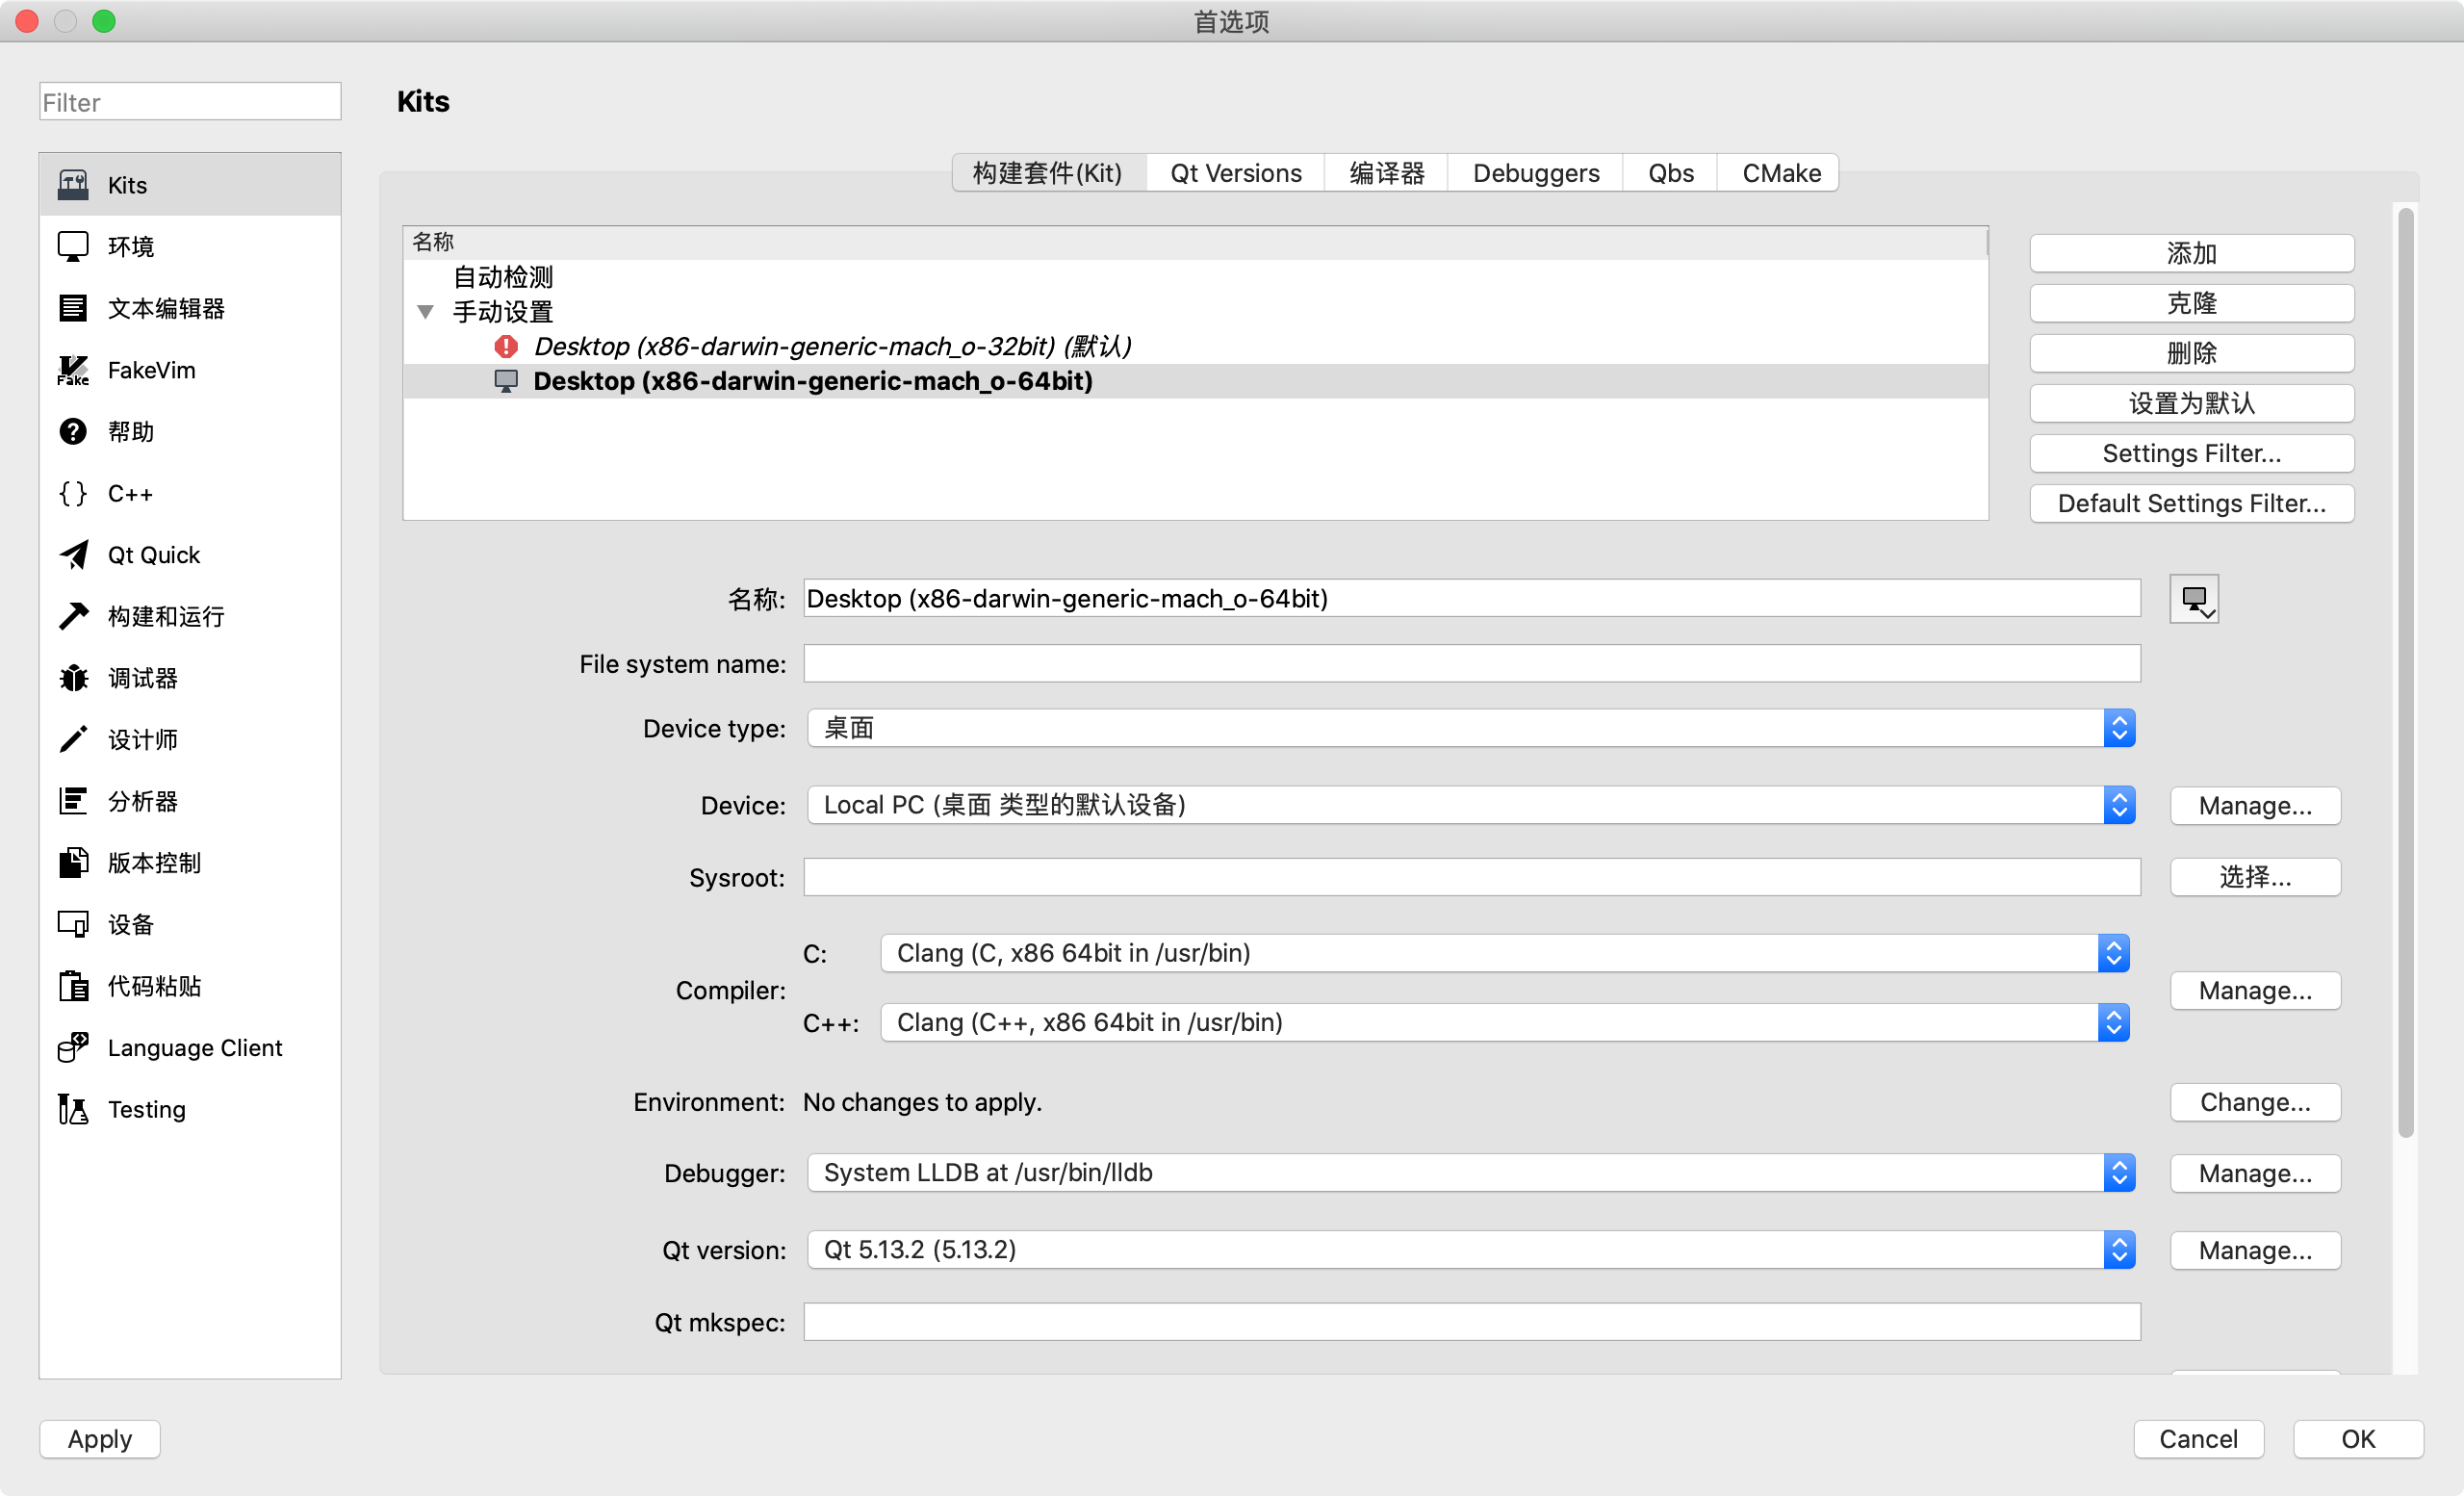 首选项
Filter
Kits
Kits
环境
文本编辑器
Fake
FakeVim
帮助
C++
Qt Quick
构建和运行
调试器
设计师
分析器
版本控制
设备
代码粘贴
Language Client
Testing
构建套件(Kit) Qt Versions 编译器 Debuggers Qbs CMake
名称
自动检测
手动设置
Desktop (x86-darwin-generic-mach_o-32bit) (默认)
Desktop (x86-darwin-generic-mach_o-64bit)
添加
克隆
删除
设置为默认
Settings Filter...
Default Settings Filter...
名称: Desktop (x86-darwin-generic-mach_o-64bit)
File system name:
Device type: 桌面
Device: Local PC (桌面 类型的默认设备) Manage...
Sysroot: 选择...
Compiler: Manage...
C: Clang (C, x86 64bit in /usr/bin)
C++: Clang (C++, x86 64bit in /usr/bin)
Environment: No changes to apply. Change...
Debugger: System LLDB at /usr/bin/lldb Manage...
Qt version: Qt 5.13.2 (5.13.2) Manage...
Qt mkspec:
Apply Cancel OK